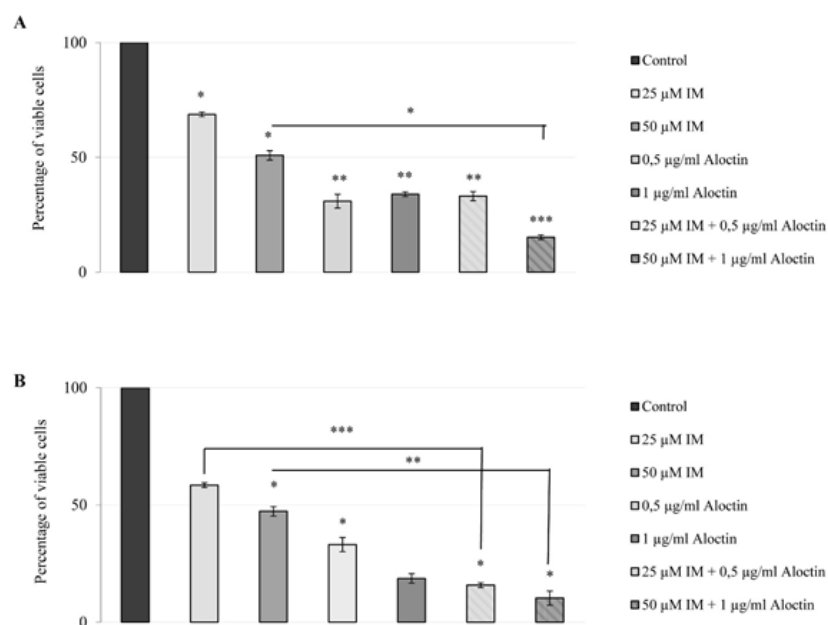 A
Percentage of viable cells
100
50
0
*
*
**
**
**
***
*
Control
25 µM IM
50 µM IM
0,5 µg/ml Aloctin
1 µg/ml Aloctin
25 µM IM + 0,5 µg/ml Aloctin
50 µM IM + 1 µg/ml Aloctin
B
Percentage of viable cells
100
50
0
***
**
*
*
*
*
Control
25 µM IM
50 µM IM
0,5 µg/ml Aloctin
1 µg/ml Aloctin
25 µM IM + 0,5 µg/ml Aloctin
50 µM IM + 1 µg/ml Aloctin